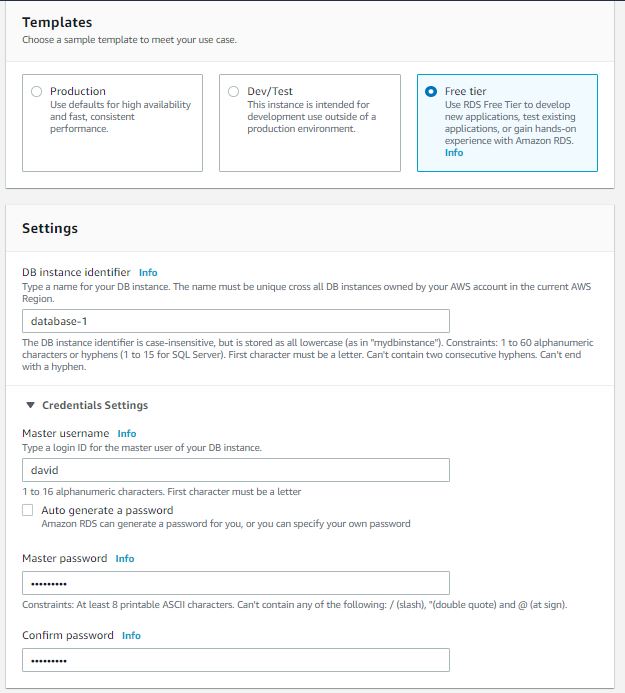 Templates
Choose a sample template to meet your use case.
Production
Use defaults for high availability
and fast, consistent
performance.
Dev/Test
This instance is intended for
development use outside of a
production environment.
Free tier
Use RDS Free Tier to develop
new applications, test existing
applications, or gain hands-on
experience with Amazon RDS.
Info
Settings
DB instance identifier Info
Type a name for your DB instance. The name must be unique cross all DB instances owned by your AWS account in the current AWS
Region.
database-1
The DB instance identifier is case-insensitive, but is stored as all lowercase (as in "mydbinstance"). Constraints: 1 to 60 alphanumeric
characters or hyphens (1 to 15 for SQL Server). First character must be a letter. Can't contain two consecutive hyphens. Can't end
with a hyphen.
Credentials Settings
Master username Info
Type a login ID for the master user of your DB instance.
david
1 to 16 alphanumeric characters. First character must be a letter
Auto generate a password
Amazon RDS can generate a password for you, or you can specify your own password
Master password Info
•••••••••
Constraints: At least 8 printable ASCII characters. Can't contain any of the following: / (slash), "(double quote) and @ (at sign).
Confirm password Info
•••••••••